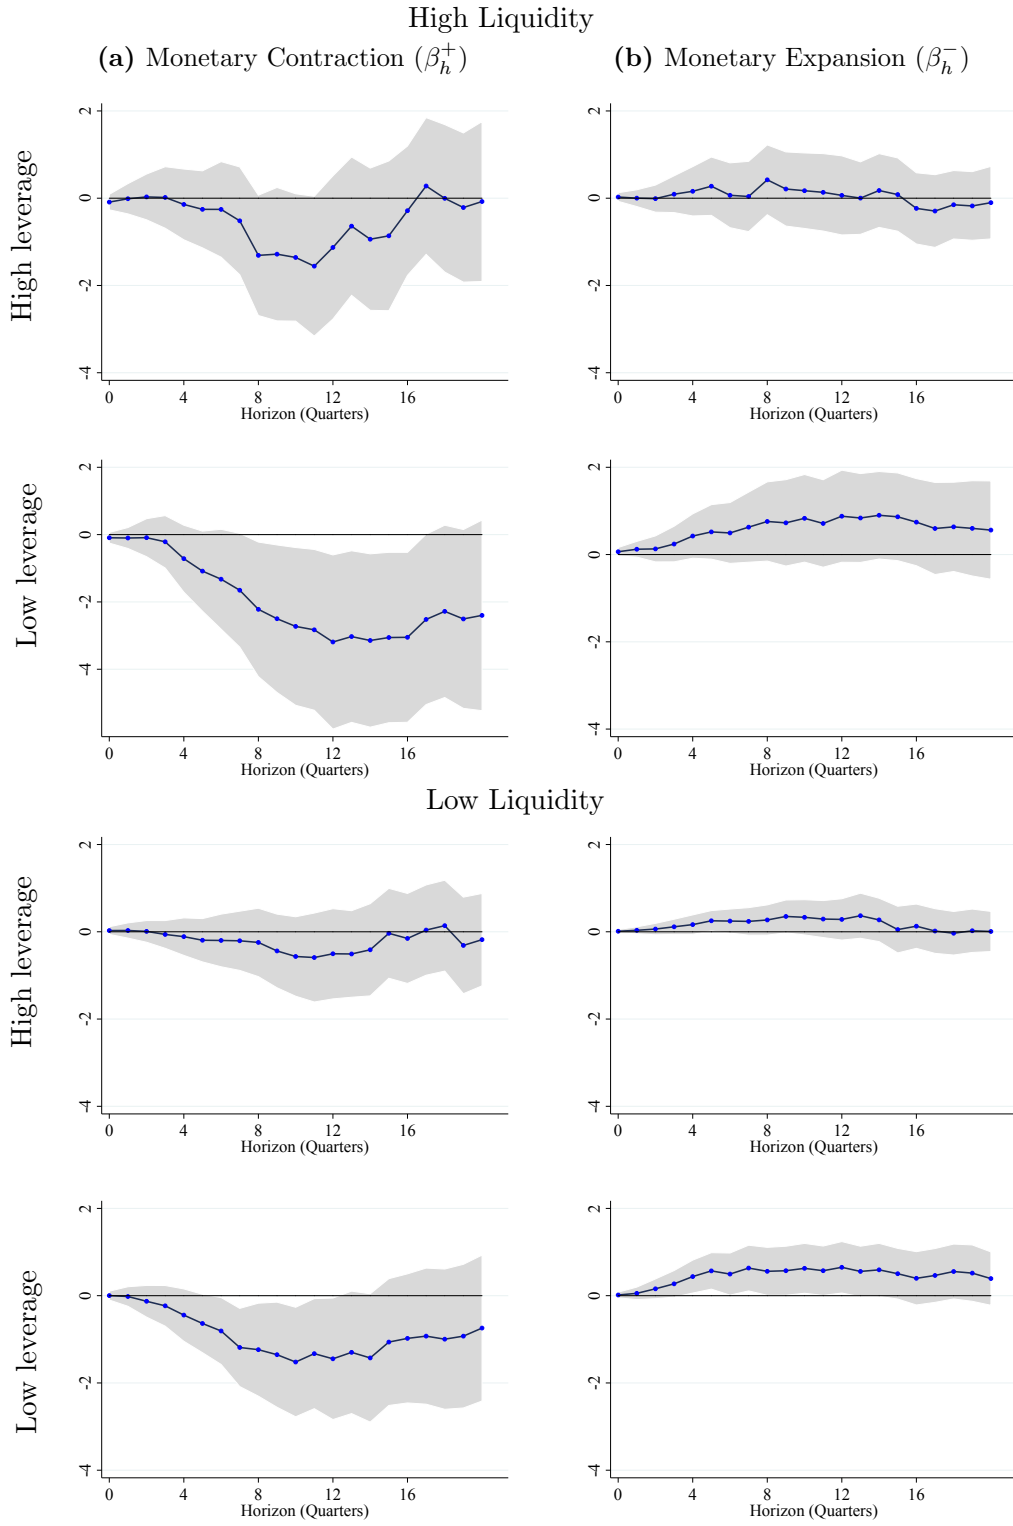 High Liquidity
(a) Monetary Contraction (β_h^+)
(b) Monetary Expansion (β_h^-)
High leverage
2
0
-2
-4
0 4 8 12 16
Horizon (Quarters)
2
0
-2
-4
0 4 8 12 16
Horizon (Quarters)
Low leverage
2
0
-2
-4
0 4 8 12 16
Horizon (Quarters)
2
0
-2
-4
0 4 8 12 16
Horizon (Quarters)
Low Liquidity
High leverage
2
0
-2
-4
0 4 8 12 16
Horizon (Quarters)
2
0
-2
-4
0 4 8 12 16
Horizon (Quarters)
Low leverage
2
0
-2
-4
0 4 8 12 16
Horizon (Quarters)
2
0
-2
-4
0 4 8 12 16
Horizon (Quarters)